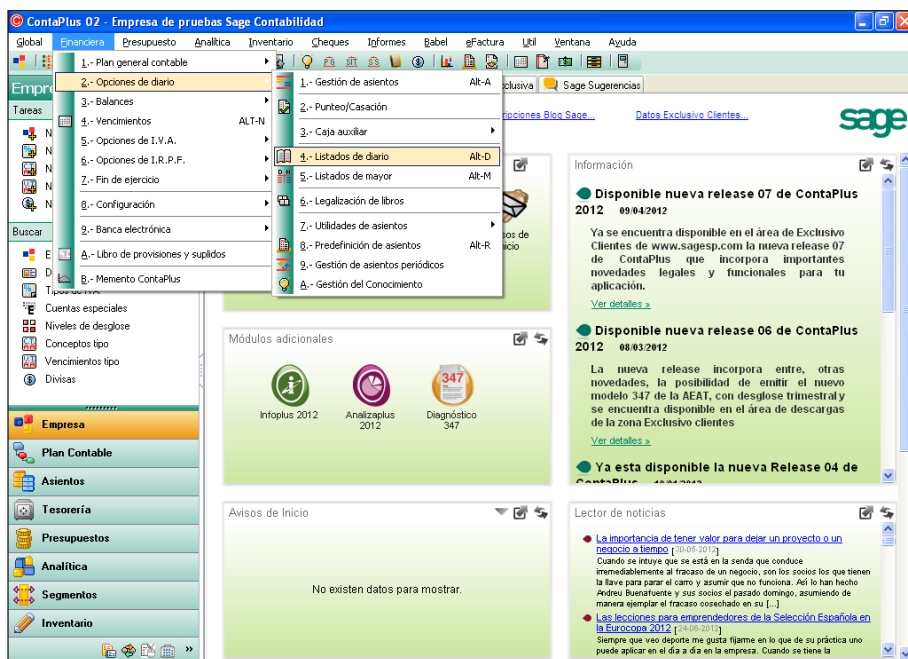 ContaPlus 02 - Empresa de pruebas Sage Contabilidad
Global Financiera Presupuesto Analítica Inventario Cheques Informes Babel eFactura Util Ventana Ayuda
1.- Plan general contable
2.- Opciones de diario
3.- Balances
4.- Vencimientos ALT-N
5.- Opciones de I.V.A.
6.- Opciones de I.R.P.F.
7.- Fin de ejercicio
8.- Configuración
9.- Banca electrónica
A.- Libro de provisiones y suplidos
B.- Memento ContaPlus
1.- Gestión de asientos Alt-A
2.- Punteo/Casación
3.- Caja auxiliar
4.- Listados de diario Alt-D
5.- Listados de mayor Alt-M
6.- Legalización de libros
7.- Utilidades de asientos
8.- Predefinición de asientos Alt-R
9.- Gestión de asientos periódicos
A.- Gestión del Conocimiento
Sage Sugerencias
Blog Sage...
Datos Exclusivo Clientes...
sage
Tareas
N
N
N
N
N
Buscar
E
D
Cuentas especiales
Niveles de desglose
Conceptos tipo
Vencimientos tipo
Divisas
Empresa
Plan Contable
Asientos
Tesorería
Presupuestos
Analítica
Segmentos
Inventario
»
Módulos adicionales
347
Infoplus 2012
Analizaplus
2012
Diagnóstico
347
Avisos de Inicio
No existen datos para mostrar.
Información
Disponible nueva release 07 de ContaPlus
2012 09/04/2012
Ya se encuentra disponible en el área de Exclusivo
Clientes de www.sagesp.com la nueva release 07
de ContaPlus que incorpora importantes
novedades legales y funcionales para tu
aplicación.
Ver detalles »
Disponible nueva release 06 de ContaPlus
2012 08/03/2012
La nueva release incorpora entre, otras
novedades, la posibilidad de emitir el nuevo
modelo 347 de la AEAT, con desglose trimestral y
se encuentra disponible en el área de descargas
de la zona Exclusivo clientes
Ver detalles »
Ya esta disponible la nueva Release 04 de
ContaPlus
Lector de noticias
La importancia de tener valor para dejar un proyecto o un
negocio a tiempo [30-05-2012]
Cuando se intuye que se está en la senda que conduce
irremediablemente al fracaso de un negocio, son los socios los que tienen
la llave para parar el carro y asumir que no funciona. Así lo han hecho
Andreu Buenafuente y sus socios el pasado domingo, asumiendo de
manera ejemplar el fracaso cosechado en su [...]
Las lecciones para emprendedores de la Selección Española en
la Eurocopa 2012 [24-06-2012]
Siempre que veo deporte me gusta fijarme en lo que de su práctica uno
puede aplicar en el día a día en la empresa. Cuando se tiene la